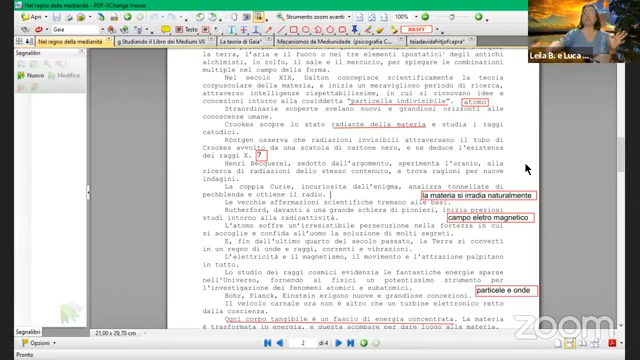 Nel regno della medianità - PDF-XChange Viewer
Strumento zoom avanti
100%
Gaia
DRAFT
Nel regno della medianità
g Studiando il Libro dei Medium VII
La teoria di Gaia"
Mecanismos da Mediunidade (psicografia C
teiadavidafritjofcapra"
Leila B. e Luca ...
Segnalibri
Nuovo
Modifica
la terra, l'aria e il fuoco o nei tre elementi ipostatici degli antichi
alchimisti, lo zolfo, il sale e il mercurio, per spiegare le combinazioni
multiple nel campo della forma.
Nel secolo XIX, Dalton concepisce scientificamente la teoria
corpuscolare della materia, e inizia un meraviglioso periodo di ricerca,
attraverso intelligenze rispettabilissime, in cui si rinnovano idee e
concezioni intorno alla cosiddetta "particella indivisibile". atomo
Straordinarie scoperte svelano nuovi e grandiosi orizzonti alle
conoscenze umane.
Crookes scopre lo stato radiante della materia e studia i raggi
catodici.
Röntgen osserva che radiazioni invisibili attraversano il tubo di
Crookes avvolto da una scatola di cartone nero, e ne deduce l'esistenza
dei raggi X. ?
Henri Becquerei, sedotto dall'argomento, sperimenta l'uranio, alla
ricerca di radiazioni dello stesso contenuto, e trova ragioni per nuove
indagini.
La coppia Curie, incuriosita dall'enigma, analizza tonnellate di
pechblenda e ottiene il radio.
la materia si irradia naturalmente
Le vecchie affermazioni scientifiche tremano alle basi.
Rutherford, davanti a una grande schiera di pionieri, inizia preziosi
studi intorno alla radioattività.
campo eletro magnetico
L'atomo soffre un'irresistibile persecuzione nella fortezza in cui
si accoglie e confida all'uomo la soluzione di molti segreti.
E, fin dall'ultimo quarto del secolo passato, la Terra si converti
in un regno di onde e raggi, correnti e vibrazioni.
L'elettricità e il magnetismo, il movimento e l'attrazione palpitano
in tutto.
Lo studio dei raggi cosmici evidenzia le fantastiche energie sparse
nell'Universo, fornendo ai fisici un potentissimo strumento per
l'investigazione dei fenomeni atomici e subatomici.
particele e onde
Bohr, Planck, Einstein erigono nuove e grandiose concezioni.
Il veicolo carnale ora non è altro che un turbine elettronico retto
dalla coscienza.
Ogni corpo tangibile è un fascio di energia concentrata. La materia
è trasformata in energia, e questa scompare per dare luogo alla materia.
Segnalibri
Opzioni
21,00 x 29,70 cm
2
di 4
Pronto
zoom